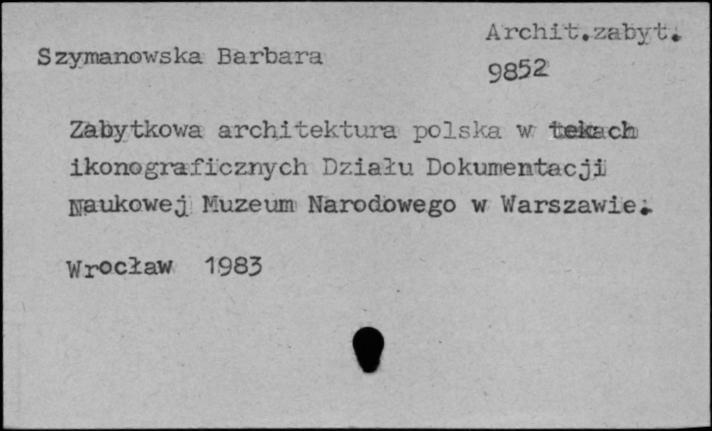 Archit.zabyt.
Szymanowska Barbara
9852
Zabytkowa architektura polska w tekach
ikonograficznych Działu Dokumentacji
Naukowej Muzeum Narodowego w Warszawie.
Wrocław 1983